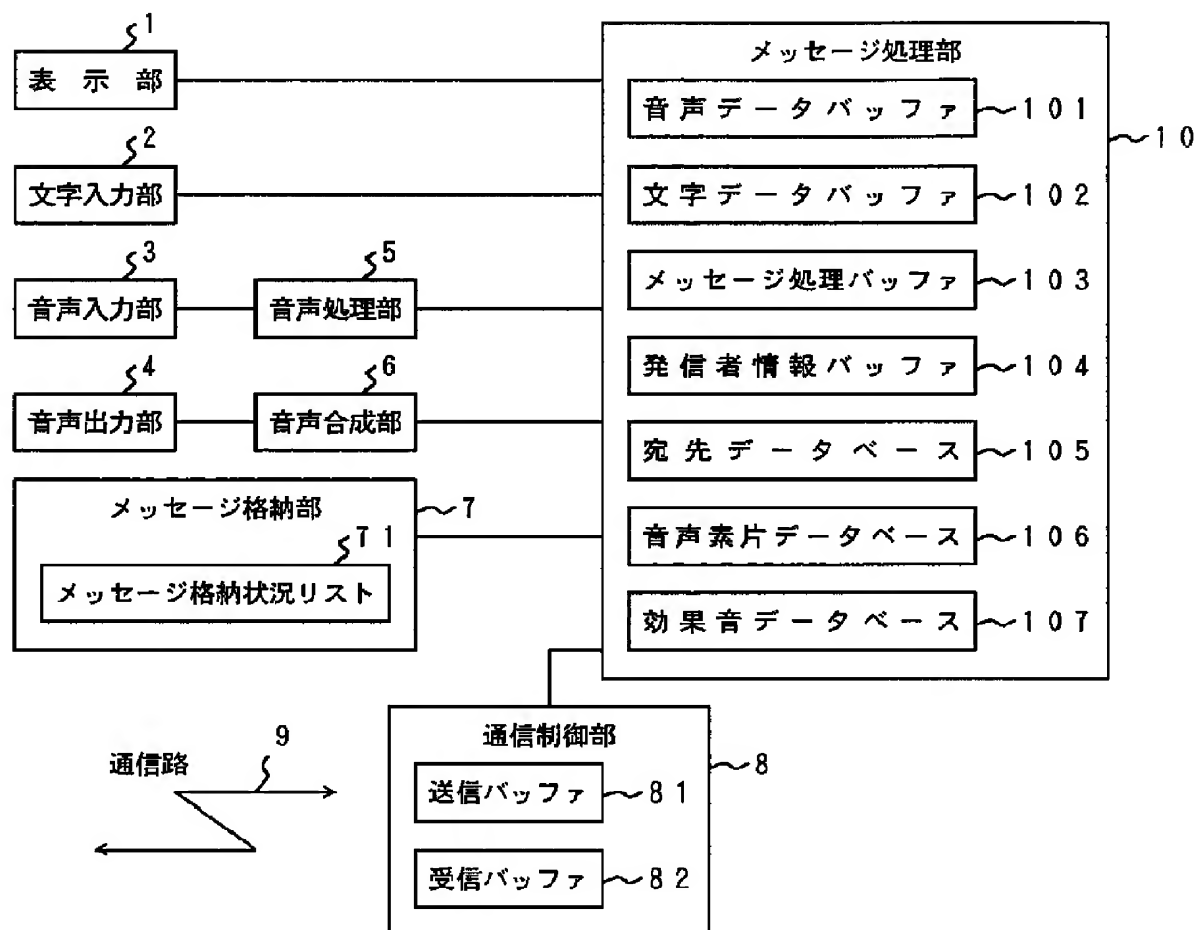 1
表示部
2
文字入力部
3
音声入力部
5
音声処理部
4
音声出力部
6
音声合成部
メッセージ格納部
7
71
メッセージ格納状況リスト
メッセージ処理部
10
音声データバッファ
101
文字データバッファ
102
メッセージ処理バッファ
103
発信者情報バッファ
104
宛先データベース
105
音声素片データベース
106
効果音データベース
107
通信路
9
通信制御部
8
送信バッファ
81
受信バッファ
82